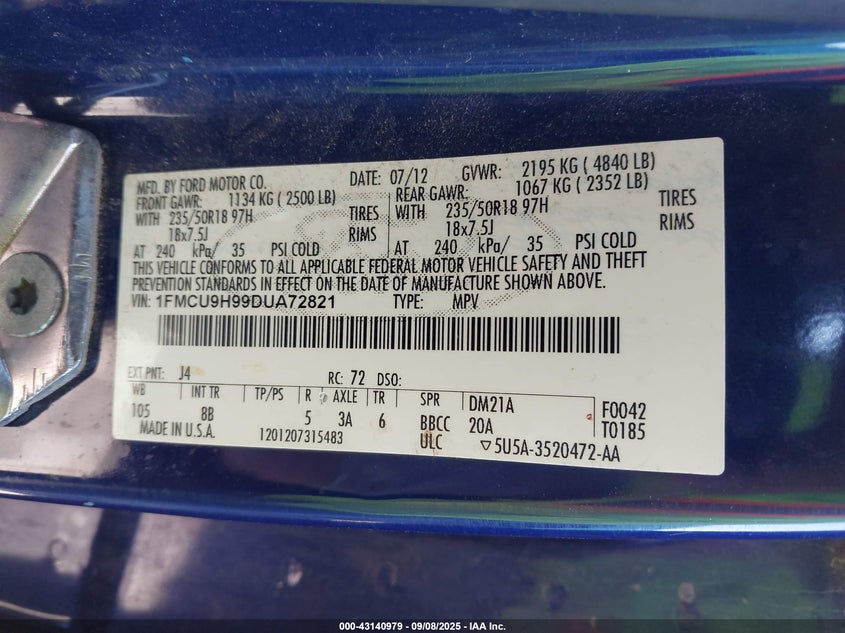 MFD. BY FORD MOTOR CO. DATE: 07/12 GVWR: 2195 KG ( 4840 LB)
FRONT GAWR: 1134 KG ( 2500 LB) REAR GAWR: 1067 KG ( 2352 LB)
WITH 235/50R18 97H TIRES WITH 235/50R18 97H TIRES
18x7.5J RIMS 18x7.5J RIMS
AT 240 kPa/ 35 PSI COLD AT 240 kPa/ 35 PSI COLD
THIS VEHICLE CONFORMS TO ALL APPLICABLE FEDERAL MOTOR VEHICLE SAFETY AND THEFT
PREVENTION STANDARDS IN EFFECT ON THE DATE OF MANUFACTURE SHOWN ABOVE.
VIN: 1FMCU9H99DUA72821 TYPE: MPV
EXT PNT: J4 RC: 72 DSO:
WB INT TR TP/PS R AXLE TR SPR DM21A F0042
105 8B 5 3A 6 BBCC 20A T0185
MADE IN U.S.A. 1201207315483 ULC ▽5U5A-3520472-AA
000-43140979 - 09/08/2025 - IAA Inc.